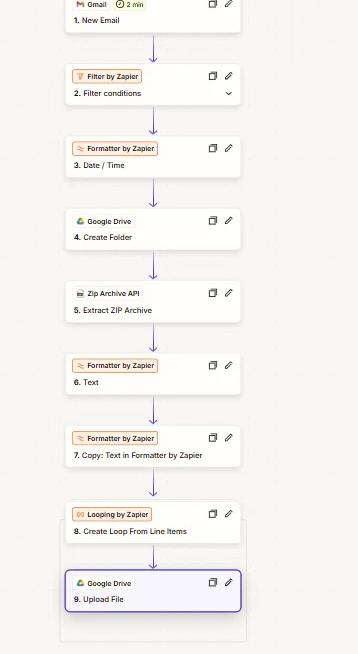 Gmail 2 min
1. New Email
Filter by Zapier
2. Filter conditions
Formatter by Zapier
3. Date / Time
Google Drive
4. Create Folder
Zip Archive API
5. Extract ZIP Archive
Formatter by Zapier
6. Text
Formatter by Zapier
7. Copy: Text in Formatter by Zapier
Looping by Zapier
8. Create Loop From Line Items
Google Drive
9. Upload File